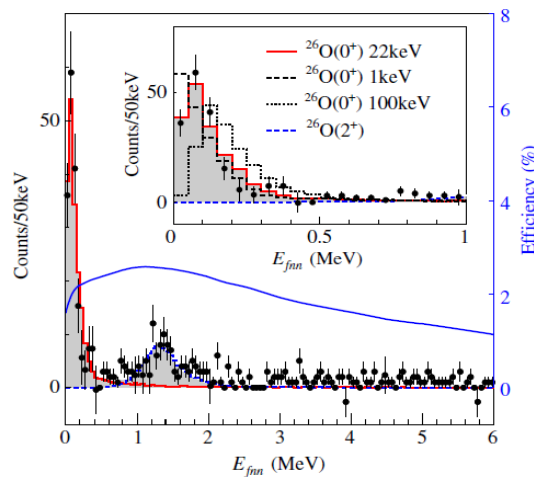 8
²⁶O(0⁺) 22keV
²⁶O(0⁺) 1keV
²⁶O(0⁺) 100keV
²⁶O(2⁺)
Counts/50keV
50
0
0 0.5 1
E_fnn (MeV)
6
4
2
0
Efficiency (%)
Counts/50keV
50
0
0 1 2 3 4 5 6
E_fnn (MeV)